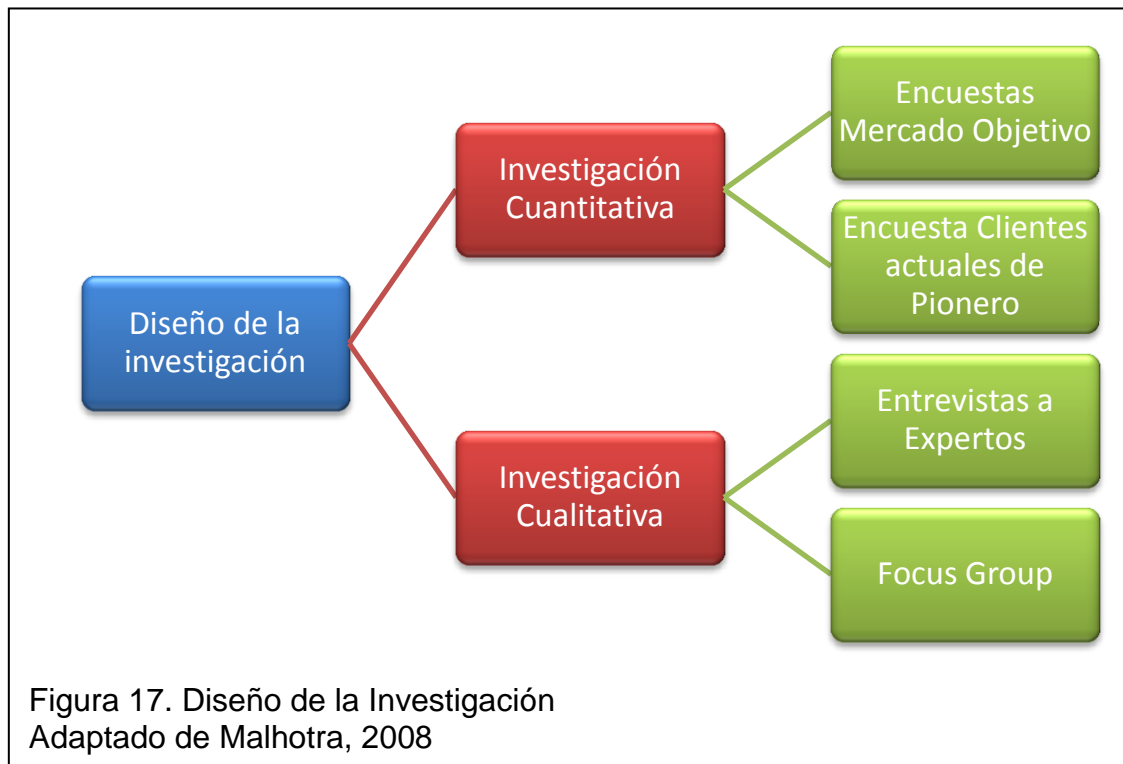 Diseño de la
investigación
Investigación
Cuantitativa
Encuestas
Mercado Objetivo
Encuesta Clientes
actuales de
Pionero
Investigación
Cualitativa
Entrevistas a
Expertos
Focus Group
Figura 17. Diseño de la Investigación
Adaptado de Malhotra, 2008